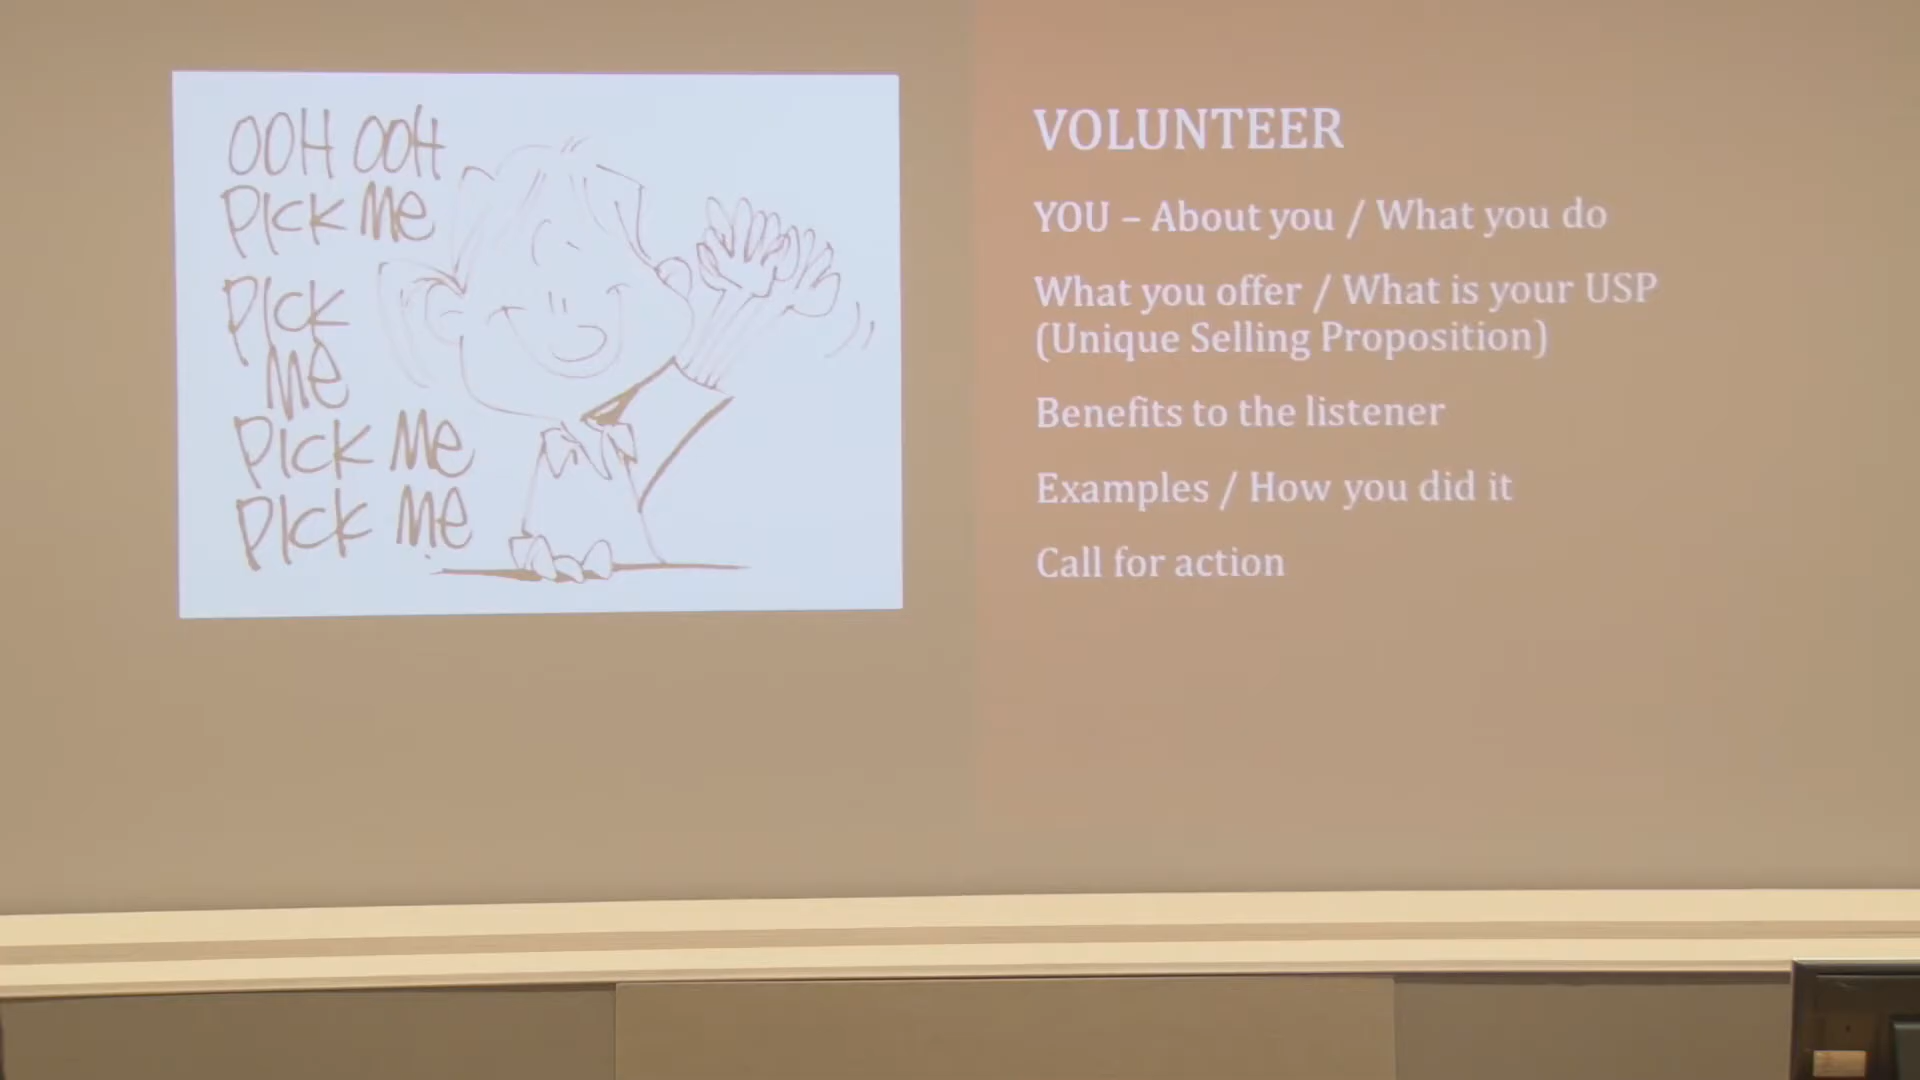 OOH OOH
PICK ME
PICK
ME
PICK ME
PICK ME
VOLUNTEER
YOU – About you / What you do
What you offer / What is your USP
(Unique Selling Proposition)
Benefits to the listener
Examples / How you did it
Call for action